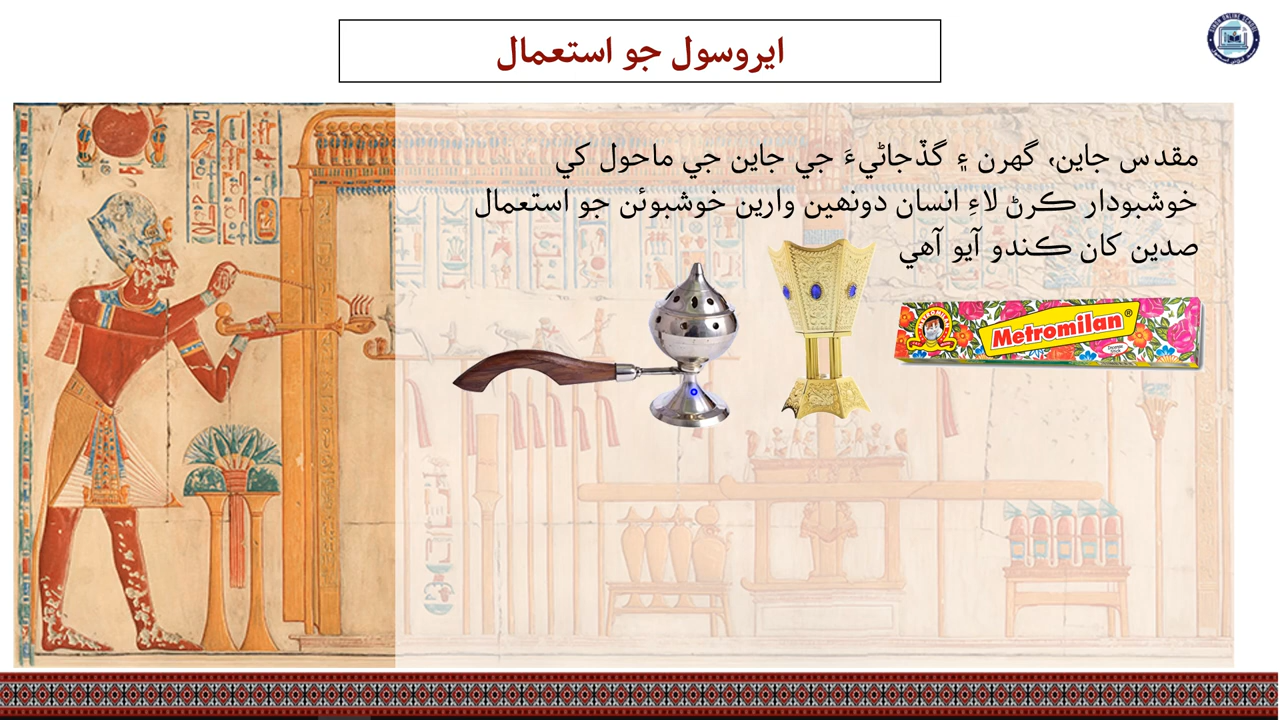 ايروسول جو استعمال
مقدس جاين، گهرن ۽ گڏجاڻيءَ جي جاين جي ماحول کي
خوشبودار ڪرڻ لاءِ انسان دونهين وارين خوشبوئن جو استعمال
صدين کان ڪندو آيو آهي
Metromilan®